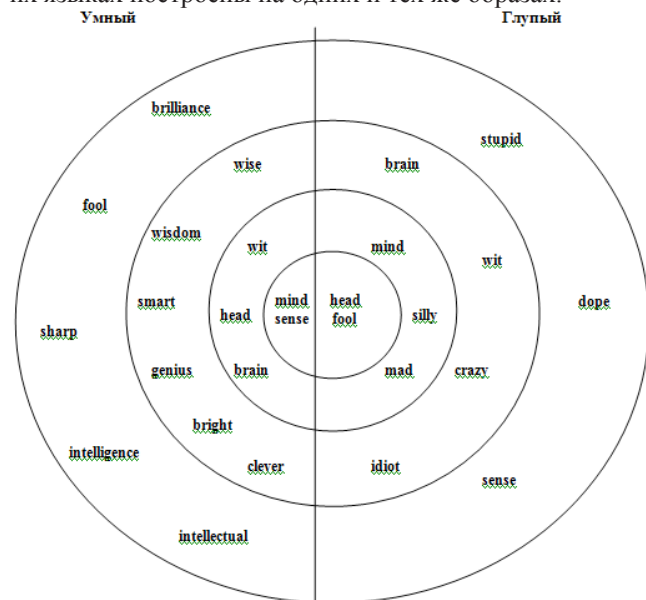 их языках построены на одних и тех же образах.
Умный Глупый
brilliance
stupid
wise brain
fool
wisdom wit mind
wit
smart mind head dope
head sense fool silly
sharp
genius brain mad crazy
bright
intelligence clever idiot
sense
intellectual